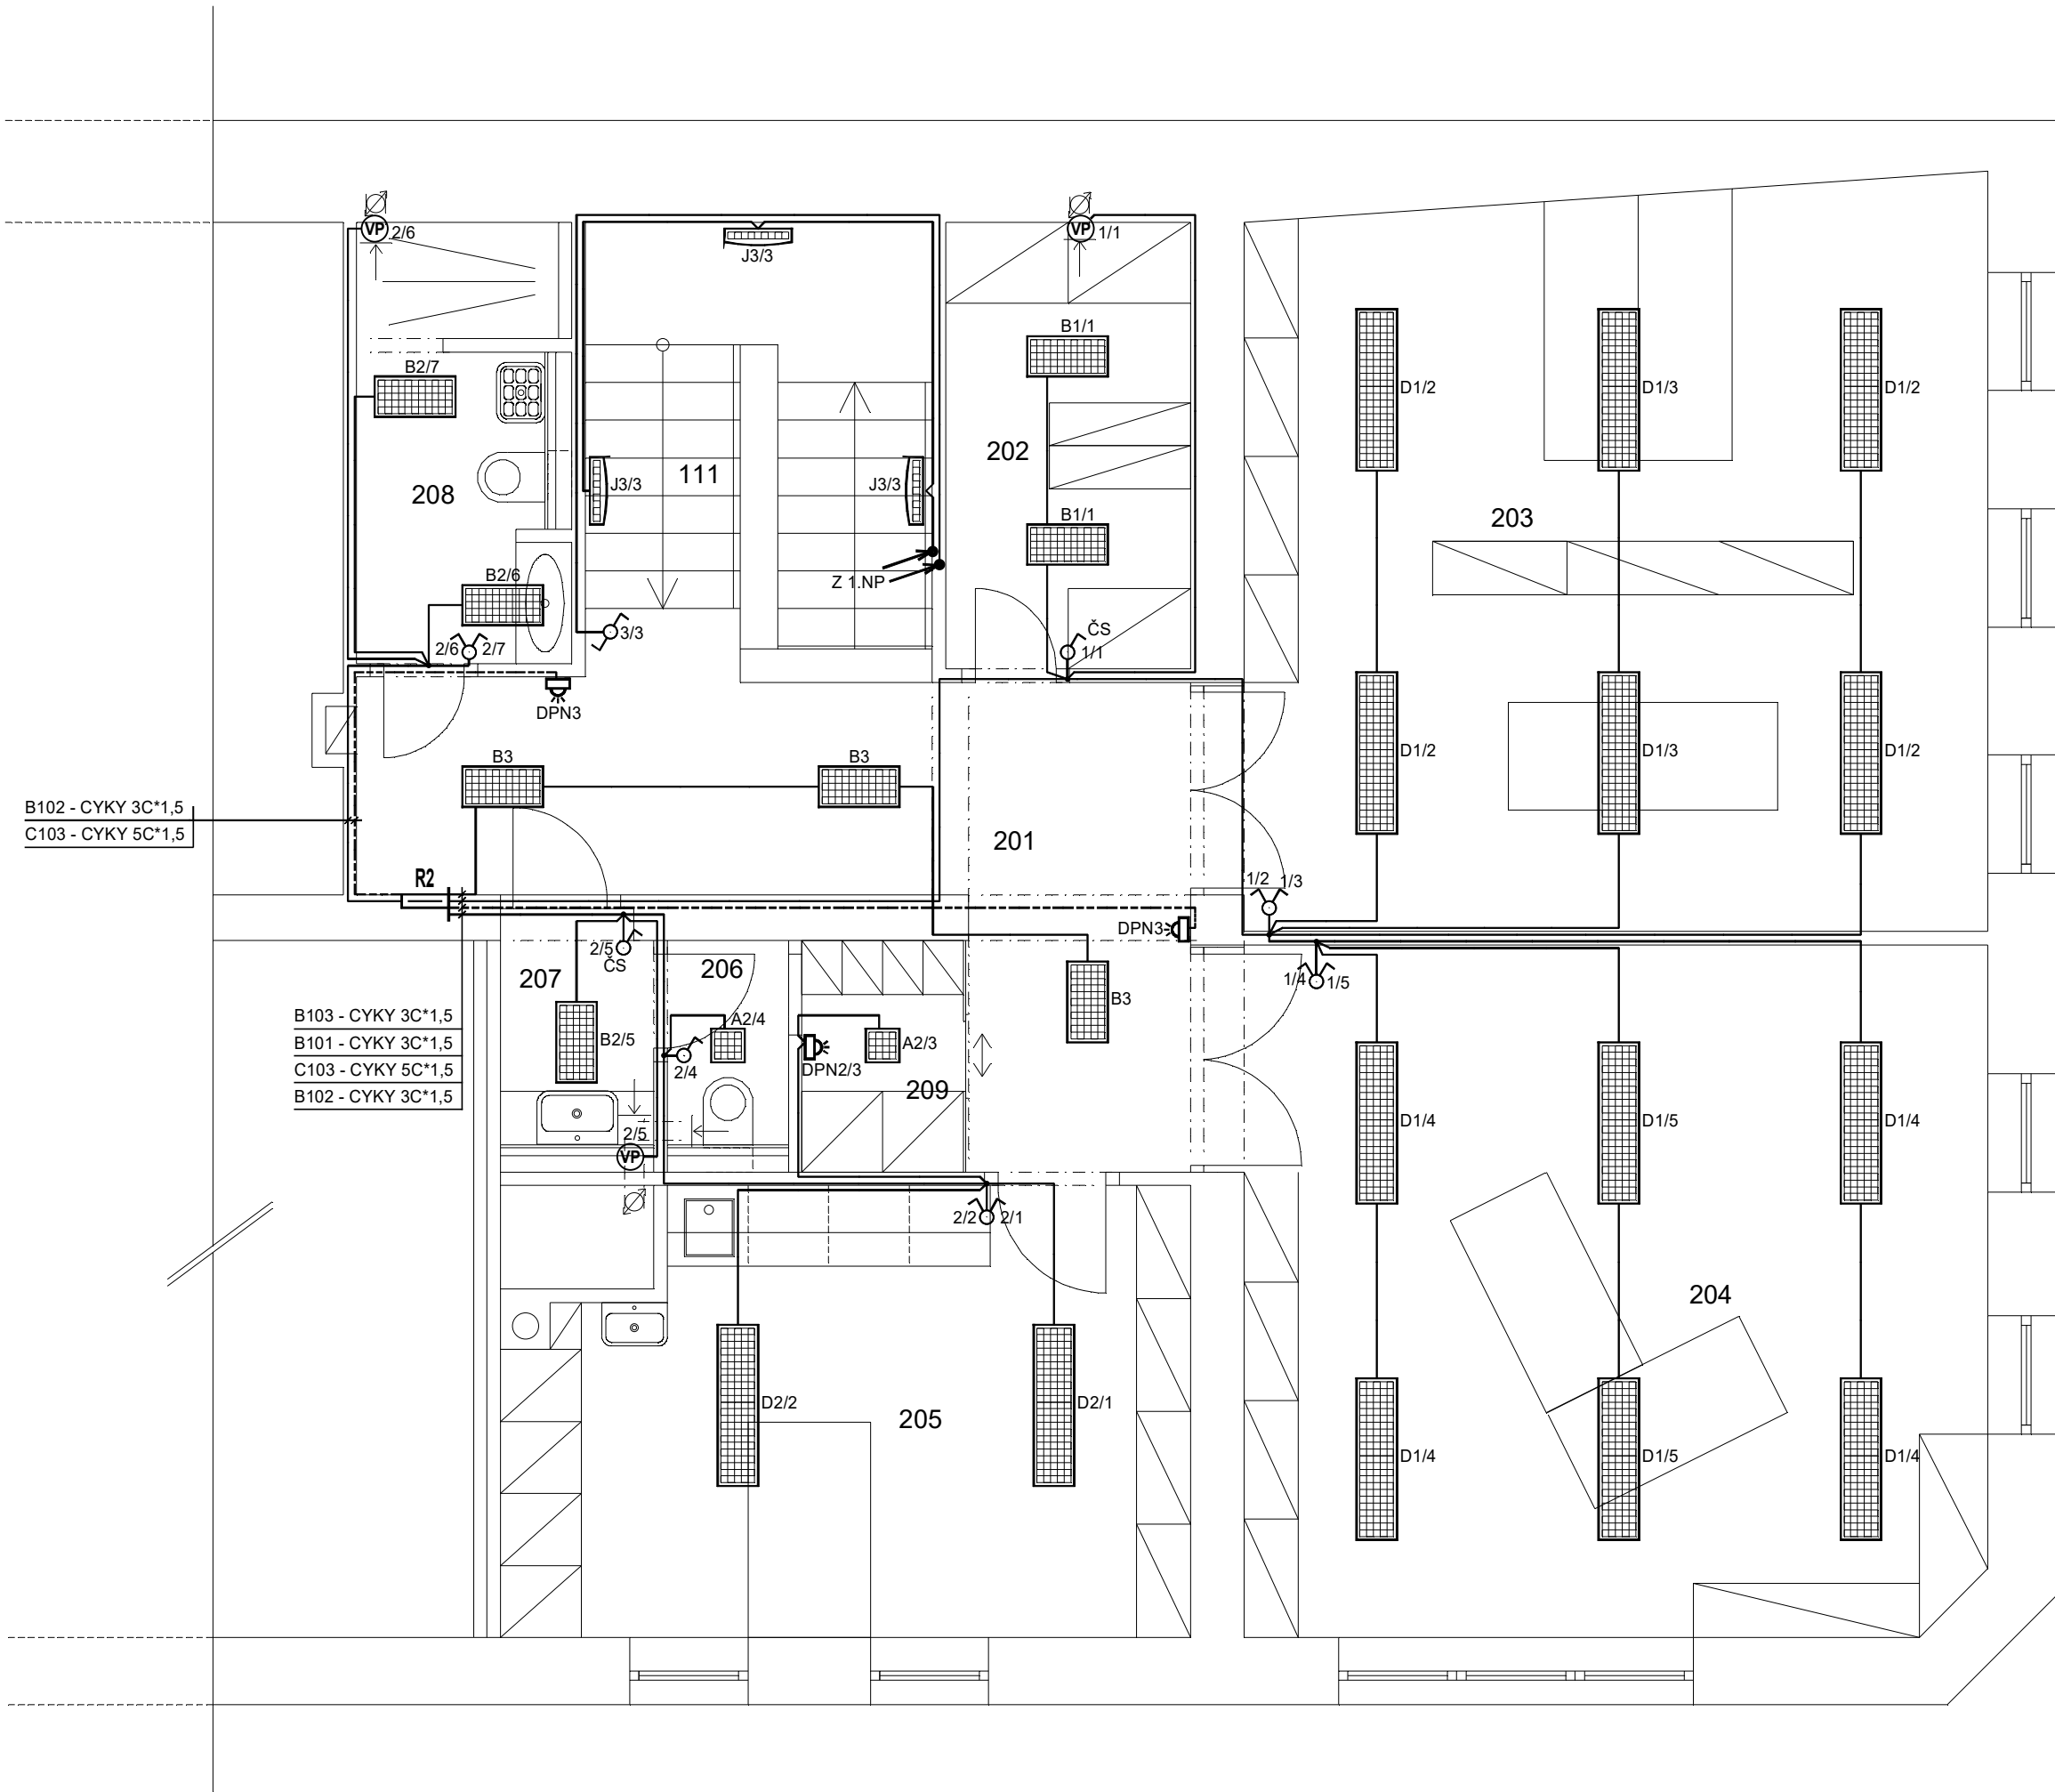 VP 2/6
VP 1/1
J3/3
B1/1
B2/7
D1/2
D1/3
D1/2
202
111
208
J3/3
J3/3
203
B1/1
Z 1.NP
B2/6
3/3
ČS
2/6 2/7
1/1
DPN3
B3
B3
D1/2
D1/3
D1/2
B102 - CYKY 3C*1,5
C103 - CYKY 5C*1,5
201
R2
1/2 1/3
DPN3
2/5
ČS
207
206
1/4 1/5
B3
B103 - CYKY 3C*1,5
B101 - CYKY 3C*1,5
C103 - CYKY 5C*1,5
B102 - CYKY 3C*1,5
A2/4
B2/5
A2/3
2/4
DPN2/3
209
D1/4
D1/5
D1/4
2/5
VP
2/2 2/1
204
D2/2
205
D2/1
D1/4
D1/5
D1/4